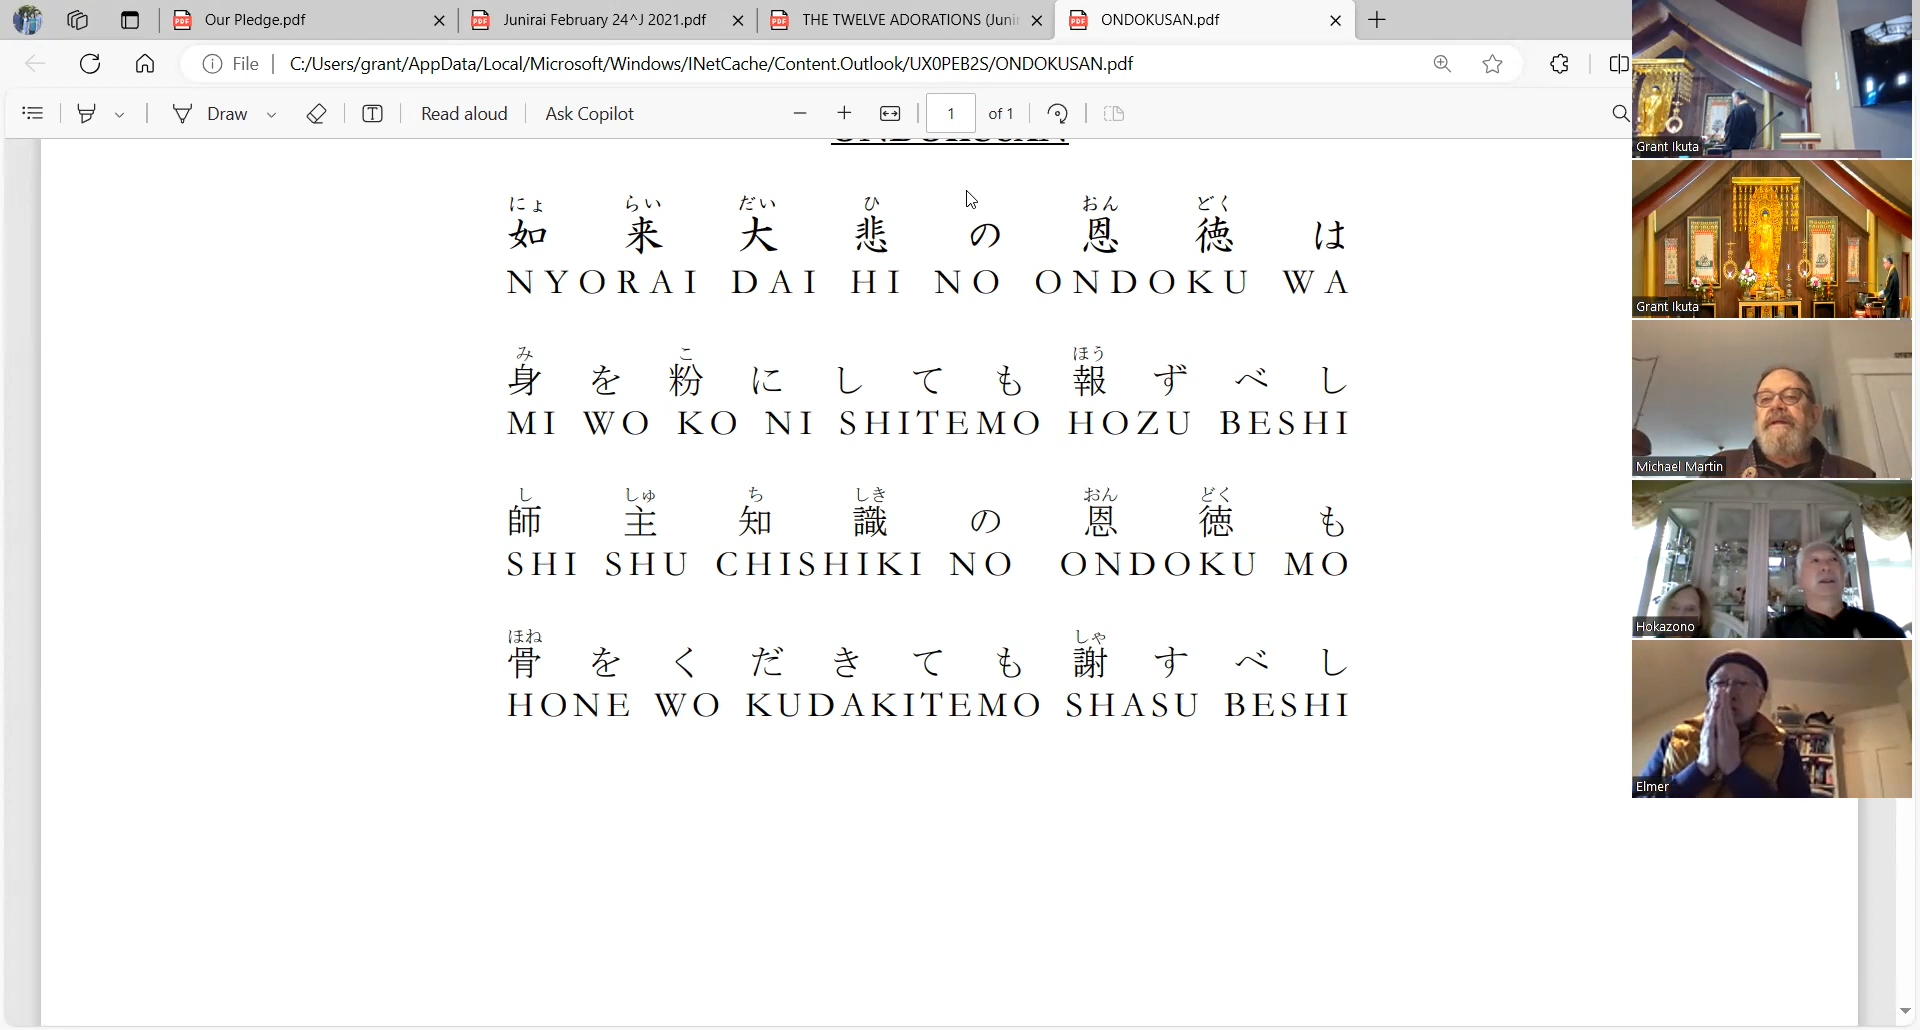 Our Pledge.pdf
Junirai February 24^J 2021.pdf
THE TWELVE ADORATIONS (Juni
ONDOKUSAN.pdf
File
C:/Users/grant/AppData/Local/Microsoft/Windows/INetCache/Content.Outlook/UX0PEB2S/ONDOKUSAN.pdf
Draw
Read aloud
Ask Copilot
1 of 1
ONDOKUSAN
にょ らい だい ひ おん どく
如来大悲の恩徳は
NYORAI DAI HI NO ONDOKU WA
み こ ほう
身を粉にしても報ずべし
MI WO KO NI SHITEMO HOZU BESHI
し しゅ ち しき おん どく
師主知識の恩徳も
SHI SHU CHISHIKI NO ONDOKU MO
ほね しゃ
骨をくだきても謝すべし
HONE WO KUDAKITEMO SHASU BESHI
Grant Ikuta
Grant Ikuta
Michael Martin
Hokazono
Elmer